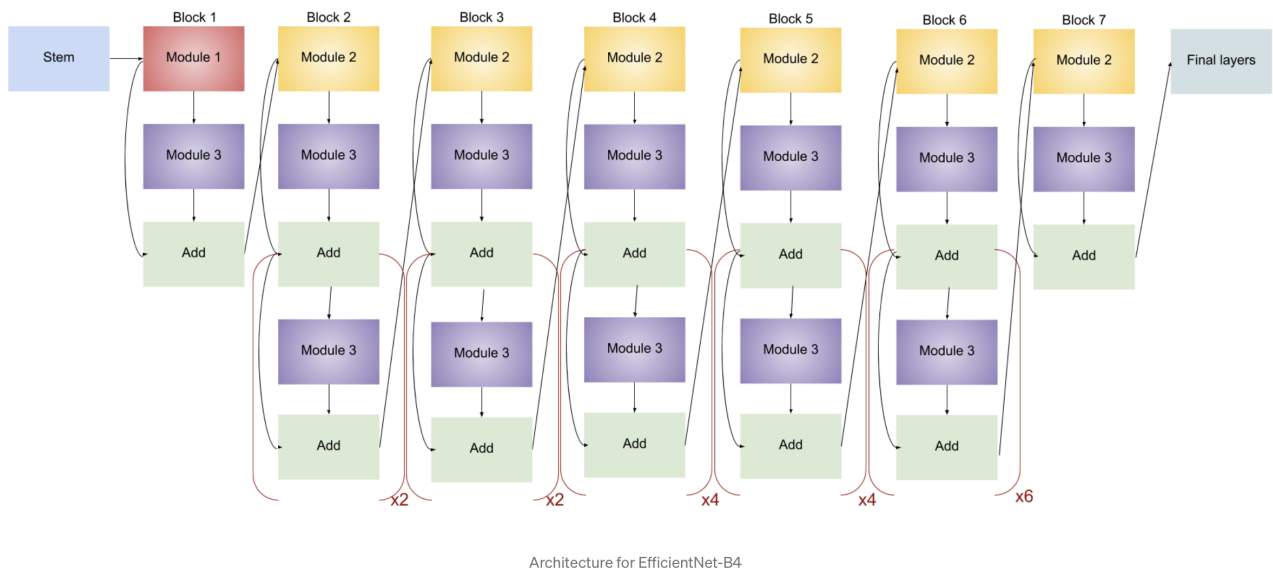 Block 1 Block 2 Block 3 Block 4 Block 5 Block 6 Block 7
Stem Module 1 Module 2 Module 2 Module 2 Module 2 Module 2 Module 2 Final layers
Module 3 Module 3 Module 3 Module 3 Module 3 Module 3 Module 3
Add Add Add Add Add Add Add
Module 3 Module 3 Module 3 Module 3 Module 3
Add Add Add Add Add
x2 x2 x4 x4 x6
Architecture for EfficientNet-B4